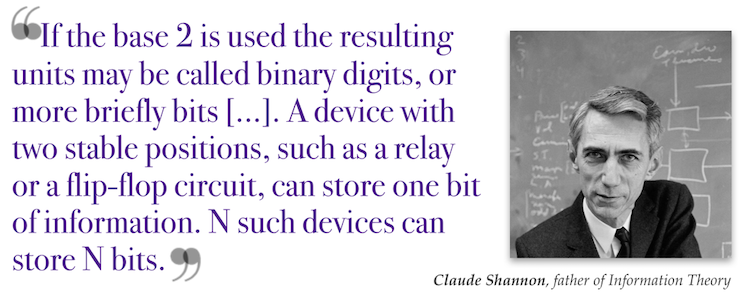 “If the base 2 is used the resulting
units may be called binary digits, or
more briefly bits [...]. A device with
two stable positions, such as a relay
or a flip-flop circuit, can store one bit
of information. N such devices can
store N bits.”
Claude Shannon, father of Information Theory